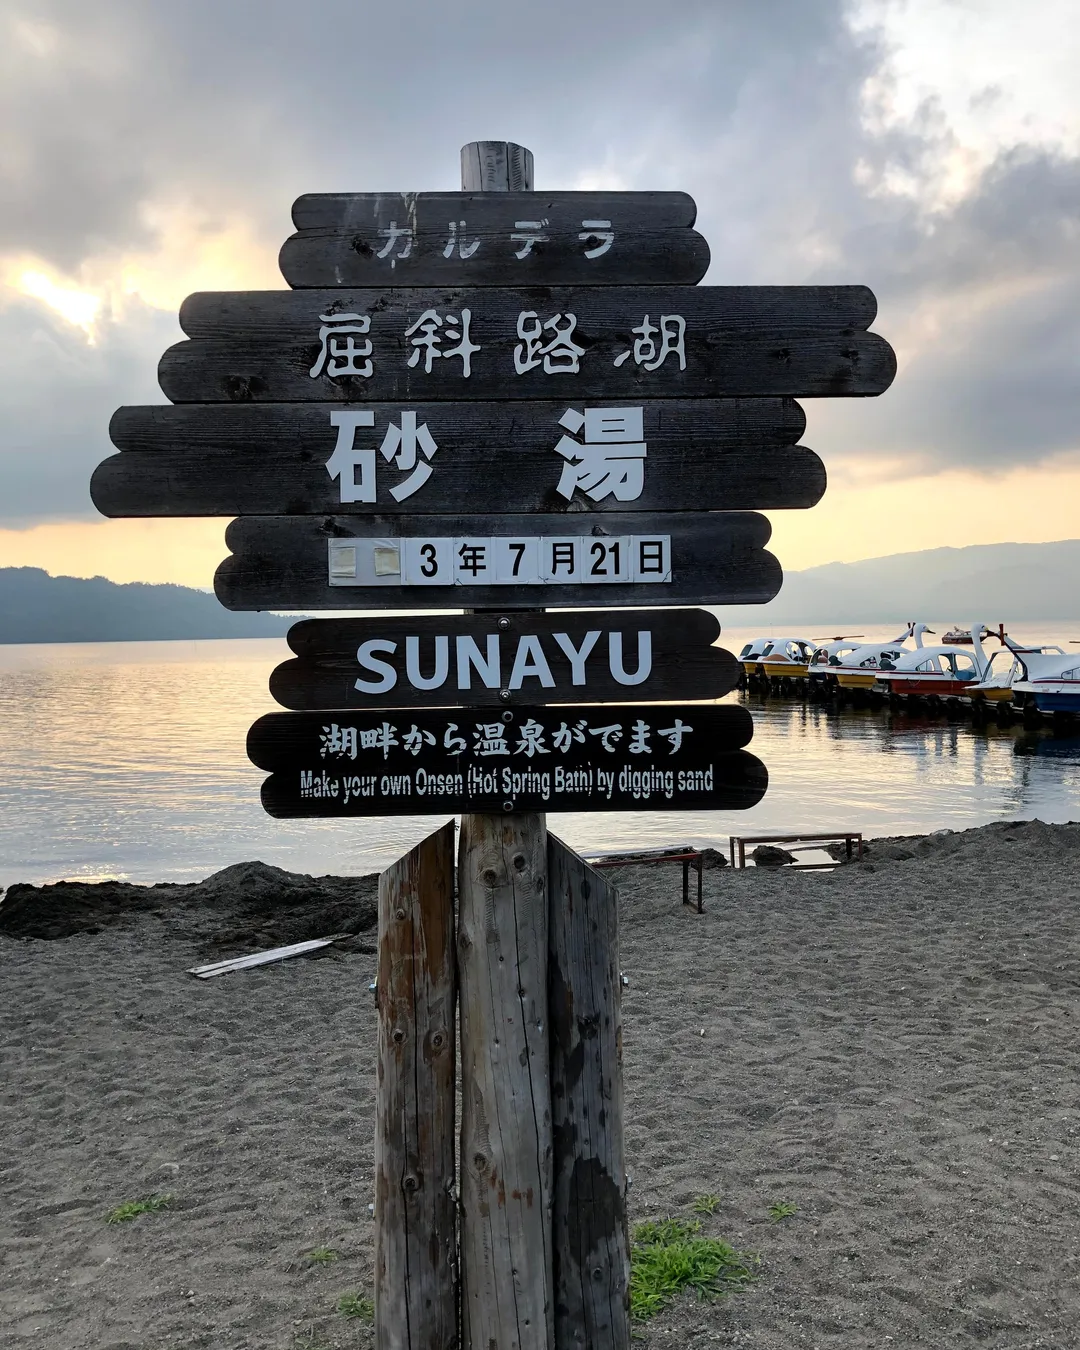 カルデラ
屈斜路湖
砂湯
3年7月21日
SUNAYU
湖畔から温泉がでます
Make your own Onsen (Hot Spring Bath) by digging sand